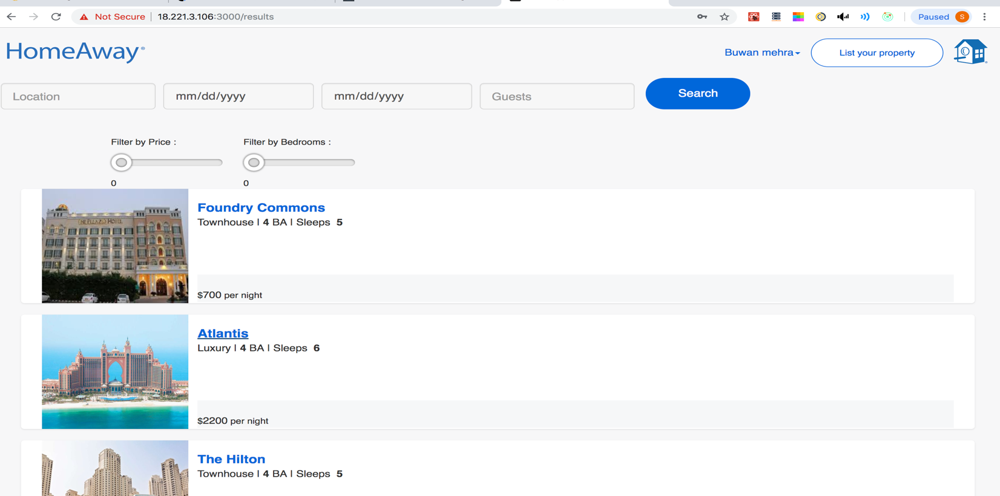 Not Secure | 18.221.3.106:3000/results
Paused S
HomeAway®
Buwan mehra
List your property
Location
mm/dd/yyyy
mm/dd/yyyy
Guests
Search
Filter by Price :
Filter by Bedrooms :
0
0
THE PLLAZIO HOTEL
Foundry Commons
Townhouse | 4 BA | Sleeps 5
$700 per night
Atlantis
Luxury | 4 BA | Sleeps 6
$2200 per night
The Hilton
Townhouse | 4 BA | Sleeps 5